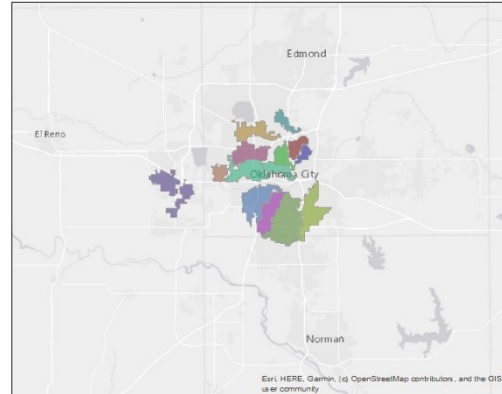 Edmond
El Reno
Oklahoma City
Norman
Esri, HERE, Garmin, (c) OpenStreetMap contributors, and the GIS
user community